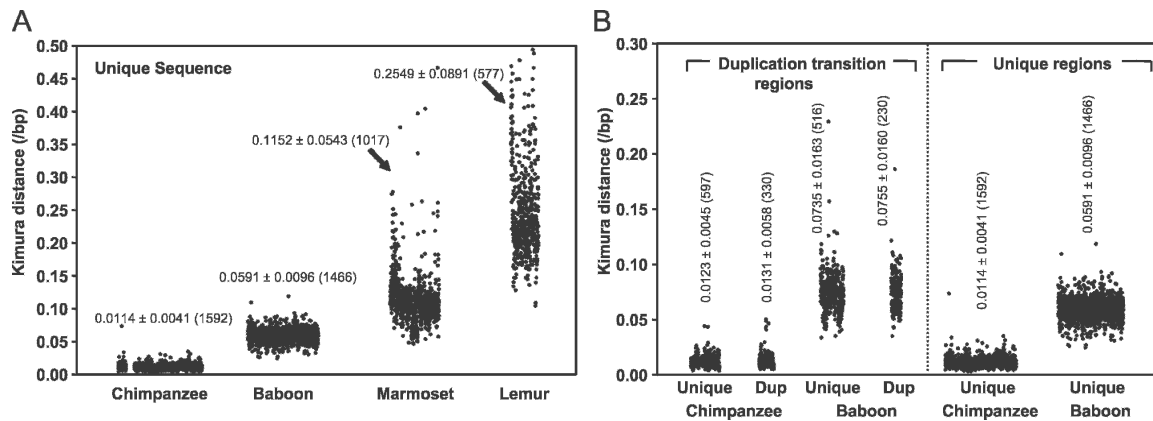 A
Kimura distance (/bp)
0.50
0.45
0.40
0.35
0.30
0.25
0.20
0.15
0.10
0.05
0.00
Unique Sequence
0.0114 ± 0.0041 (1592)
0.0591 ± 0.0096 (1466)
0.1152 ± 0.0543 (1017)
0.2549 ± 0.0891 (577)
Chimpanzee Baboon Marmoset Lemur
B
Kimura distance (/bp)
0.30
0.25
0.20
0.15
0.10
0.05
0.00
Duplication transition
regions
Unique regions
0.0123 ± 0.0045 (597)
0.0131 ± 0.0058 (330)
0.0735 ± 0.0163 (516)
0.0755 ± 0.0160 (230)
0.0114 ± 0.0041 (1592)
0.0591 ± 0.0096 (1466)
Unique Dup Unique Dup Unique Unique
Chimpanzee Baboon Chimpanzee Baboon